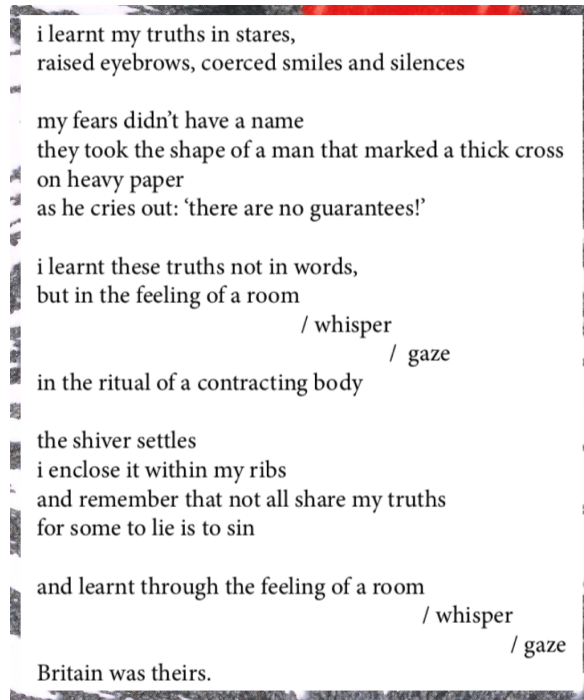 i learnt my truths in stares,
raised eyebrows, coerced smiles and silences
my fears didn’t have a name
they took the shape of a man that marked a thick cross
on heavy paper
as he cries out: ‘there are no guarantees!’
i learnt these truths not in words,
but in the feeling of a room
/ whisper
/ gaze
in the ritual of a contracting body
the shiver settles
i enclose it within my ribs
and remember that not all share my truths
for some to lie is to sin
and learnt through the feeling of a room
/ whisper
/ gaze
Britain was theirs.